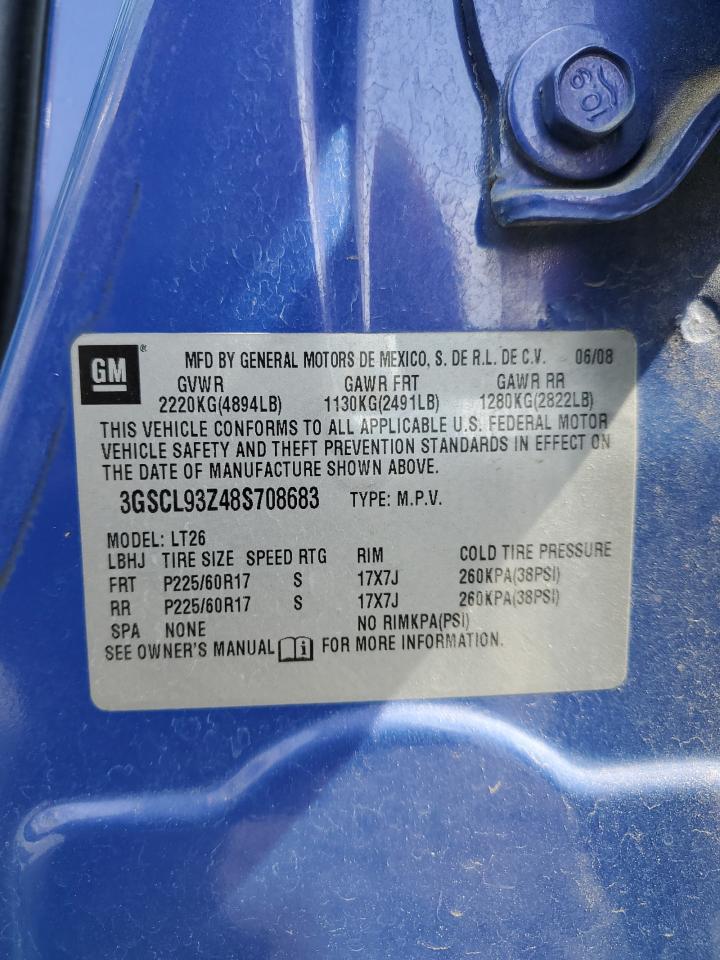 10.9
GM ® MFD BY GENERAL MOTORS DE MEXICO, S. DE R.L. DE C.V. 06/08
GVWR GAWR FRT GAWR RR
2220KG(4894LB) 1130KG(2491LB) 1280KG(2822LB)
THIS VEHICLE CONFORMS TO ALL APPLICABLE U.S. FEDERAL MOTOR
VEHICLE SAFETY AND THEFT PREVENTION STANDARDS IN EFFECT ON
THE DATE OF MANUFACTURE SHOWN ABOVE.
3GSCL93Z48S708683 TYPE: M.P.V.
MODEL: LT26
LBHJ TIRE SIZE SPEED RTG RIM COLD TIRE PRESSURE
FRT P225/60R17 S 17X7J 260KPA(38PSI)
RR P225/60R17 S 17X7J 260KPA(38PSI)
SPA NONE NO RIMKPA(PSI)
SEE OWNER'S MANUAL i FOR MORE INFORMATION.